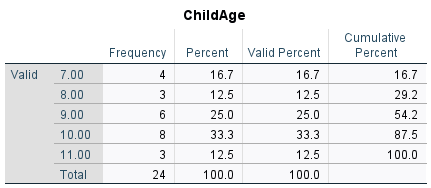 ChildAge
Frequency Percent Valid Percent Cumulative Percent
Valid 7.00 4 16.7 16.7 16.7
8.00 3 12.5 12.5 29.2
9.00 6 25.0 25.0 54.2
10.00 8 33.3 33.3 87.5
11.00 3 12.5 12.5 100.0
Total 24 100.0 100.0